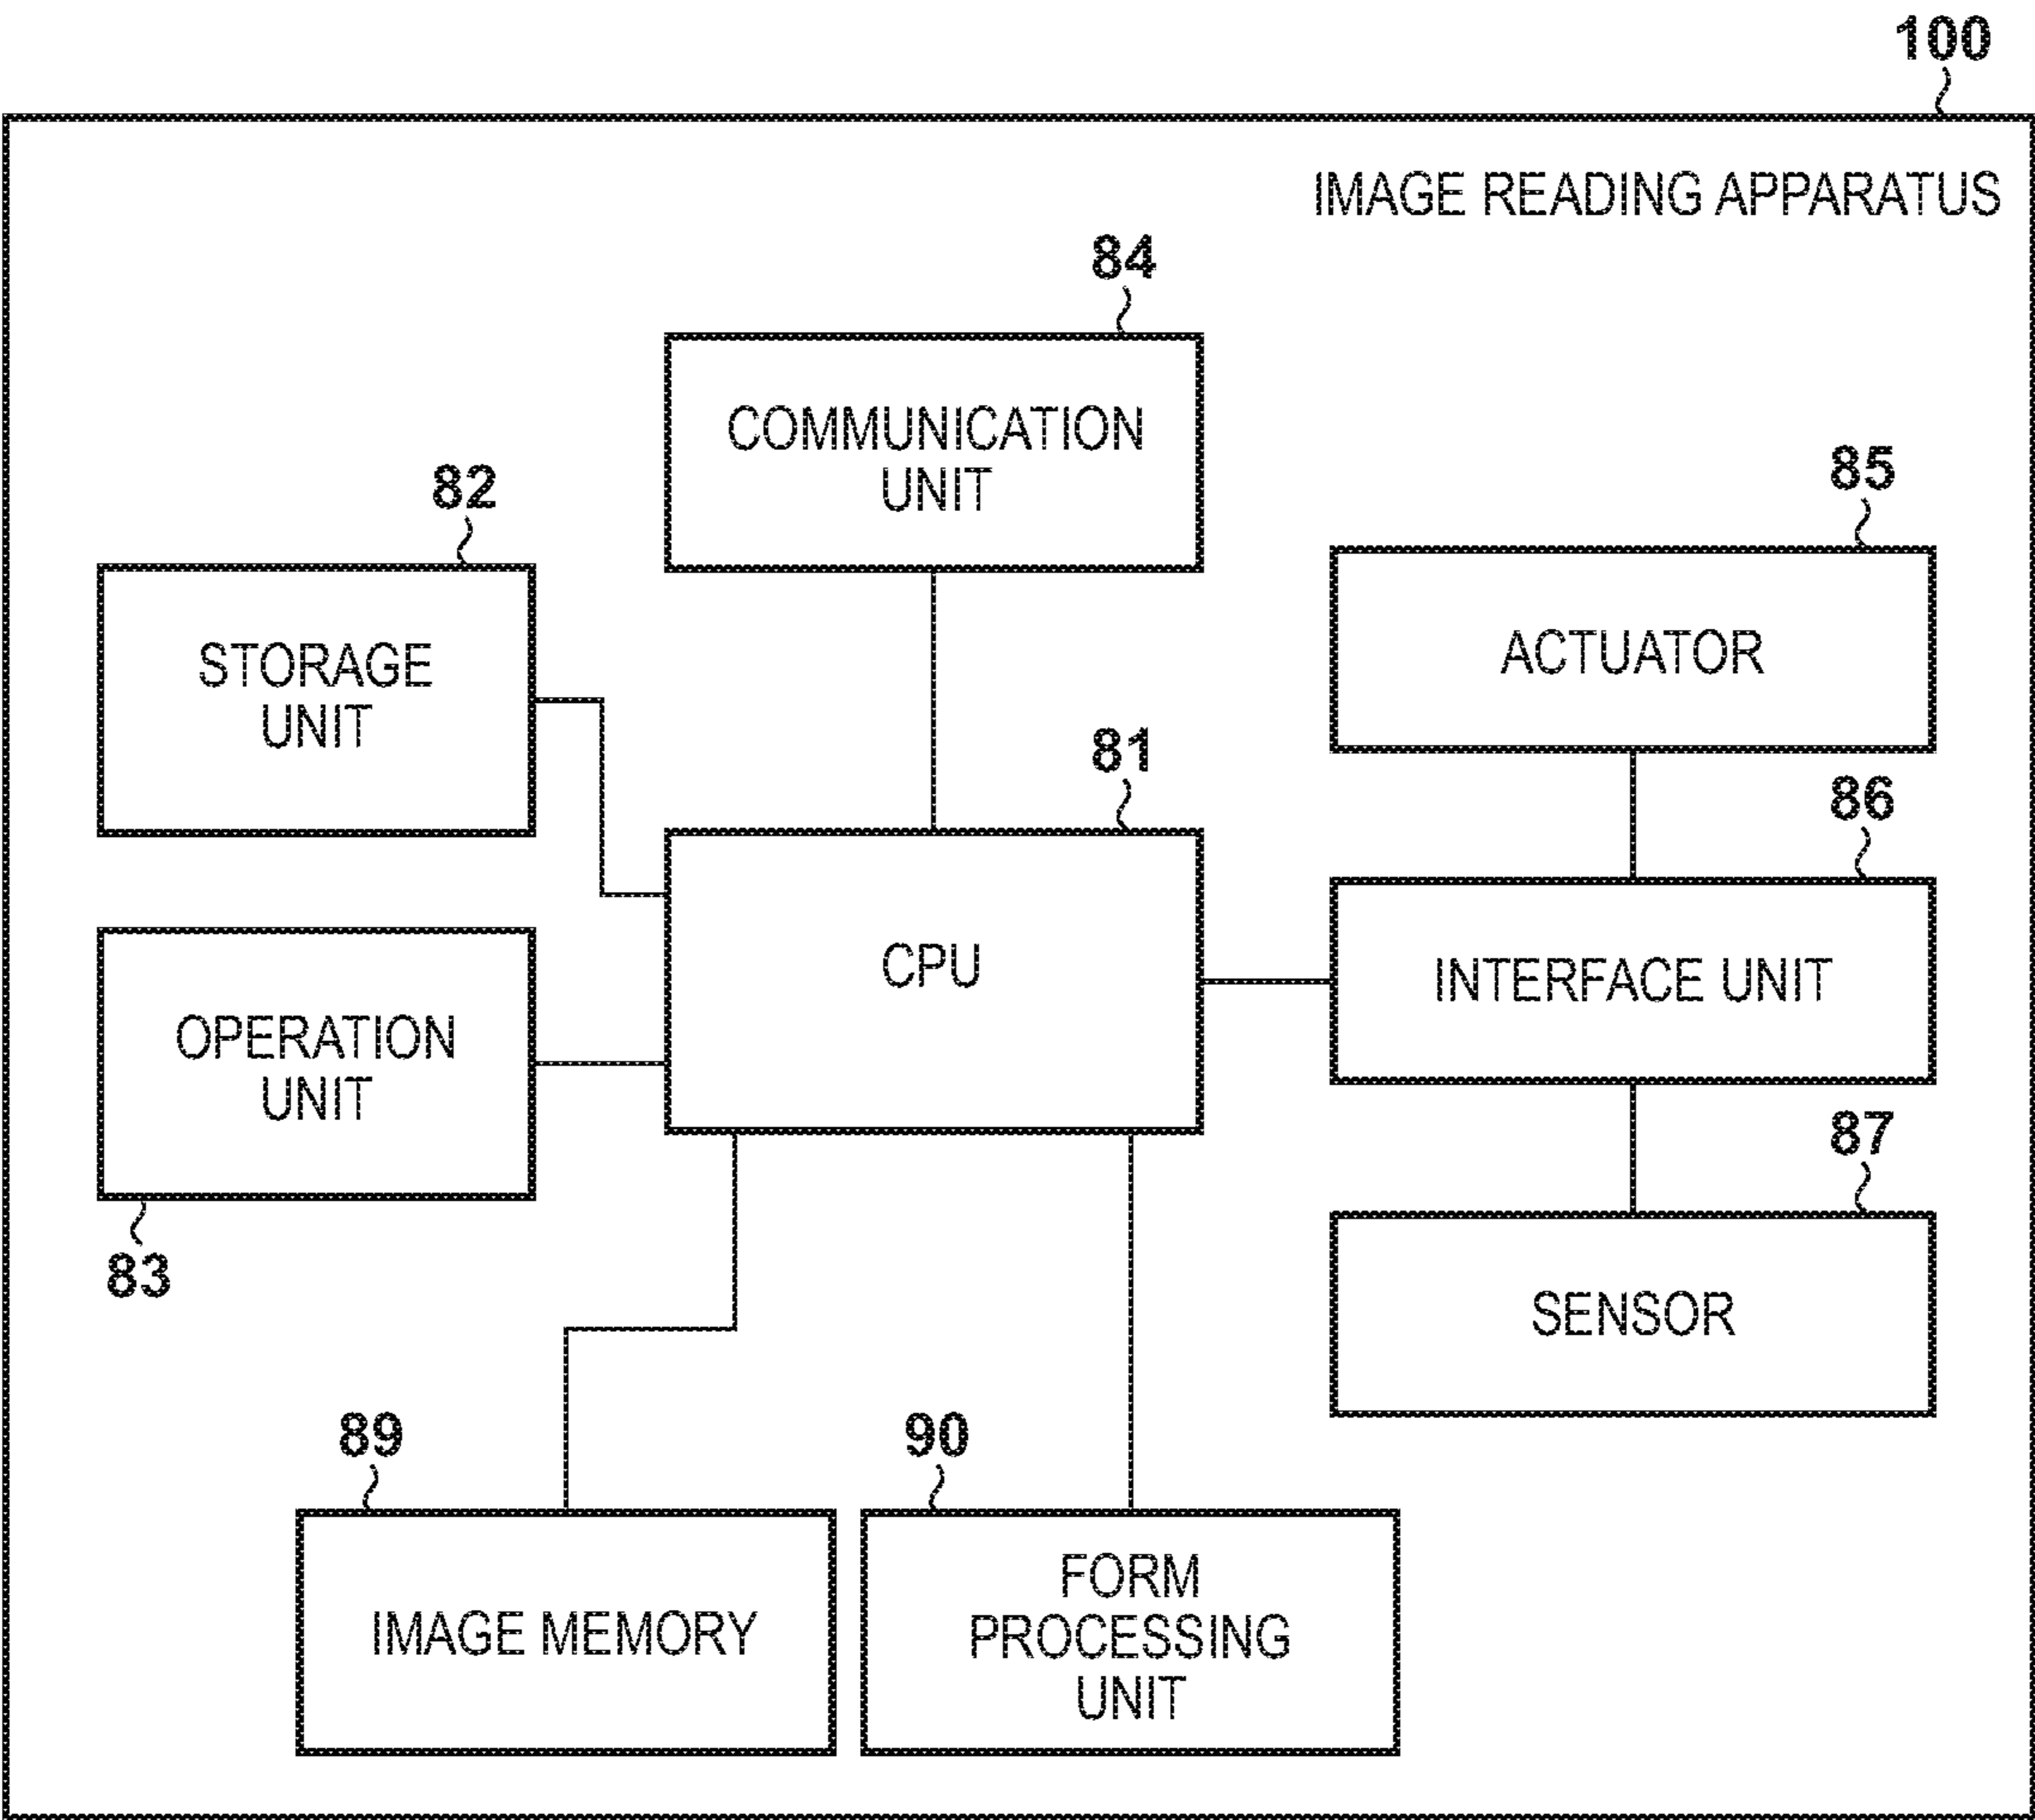 100
IMAGE READING APPARATUS
84
COMMUNICATION
UNIT
82
STORAGE
UNIT
85
ACTUATOR
81
CPU
86
INTERFACE UNIT
OPERATION
UNIT
83
87
SENSOR
89
IMAGE MEMORY
90
FORM
PROCESSING
UNIT